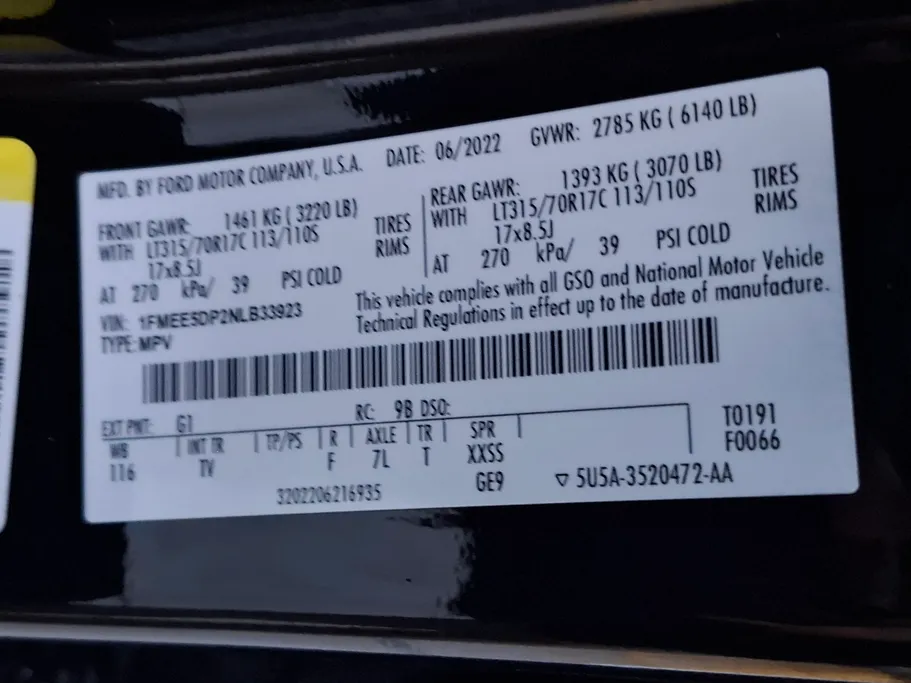 MFD. BY FORD MOTOR COMPANY, U.S.A. DATE: 06/2022 GVWR: 2785 KG ( 6140 LB)
FRONT GAWR: 1461 KG ( 3220 LB)
WITH LT315/70R17C 113/110S TIRES
17x8.5J RIMS
AT 270 kPa/ 39 PSI COLD
REAR GAWR: 1393 KG ( 3070 LB)
WITH LT315/70R17C 113/110S TIRES
17x8.5J RIMS
AT 270 kPa/ 39 PSI COLD
VIN: 1FMEE5DP2NLB33923
TYPE: MPV
This vehicle complies with all GSO and National Motor Vehicle
Technical Regulations in effect up to the date of manufacture.
EXT PNT: G1 RC: 9B DSO:
WB INT TR TP/PS R AXLE TR SPR
116 TV F 7L T XXSS
T0191
F0066
3202206216935 GE9 ▽ 5U5A-3520472-AA